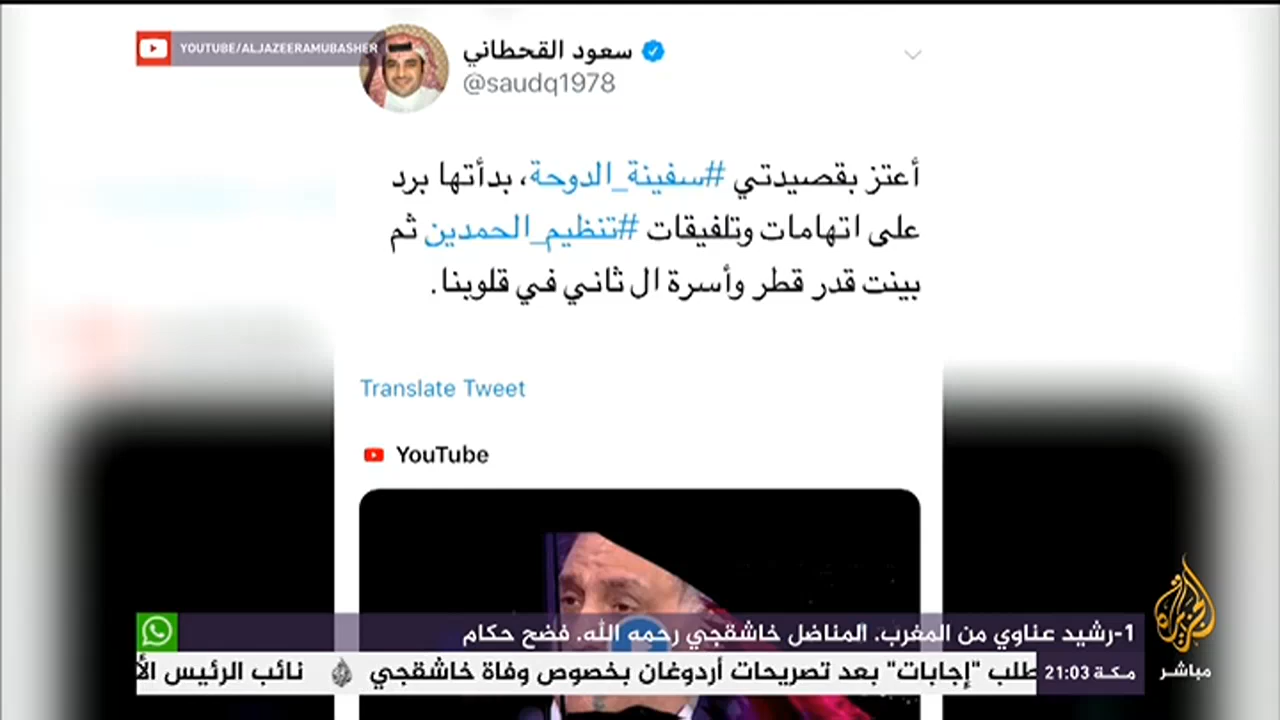 YOUTUBE/ALJAZEERAMUBASHER
سعود القحطاني
@saudq1978
أعتز بقصيدتي #سفينة_الدوحة، بدأتها برد
على اتهامات وتلفيقات #تنظيم_الحمدين ثم
بينت قدر قطر وأسرة ال ثاني في قلوبنا.
Translate Tweet
YouTube
1-رشيد عناوي من المغرب. المناضل خاشقجي رحمه الله. فضح حكام
مكة 21:03
طلب "إجابات" بعد تصريحات أردوغان بخصوص وفاة خاشقجي
نائب الرئيس
الجزيرة
مباشر